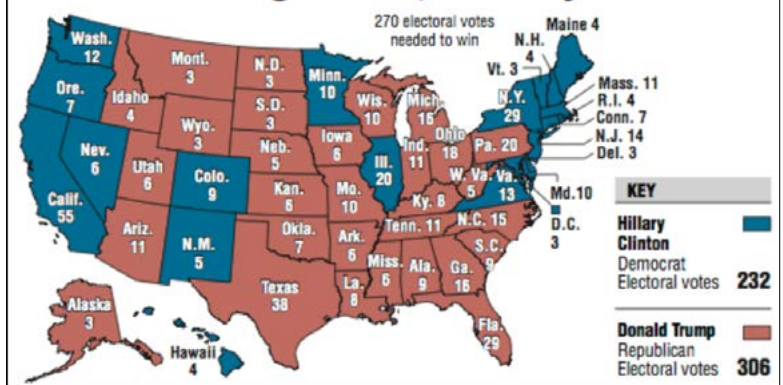 270 electoral votes
needed to win
Maine 4
N.H.
4
Vt. 3
Wash.
12
Mont.
3
N.D.
3
Minn.
10
Ore.
7
Idaho
4
S.D.
3
Wis.
10
Mich.
16
N.Y.
29
Mass. 11
R.I. 4
Conn. 7
N.J. 14
Del. 3
Wyo.
3
Iowa
6
Nev.
6
Utah
6
Colo.
9
Neb.
5
Ill.
20
Ind.
11
Ohio
18
Pa. 20
W. Va.
5
Va.
13
Md.10
D.C.
3
Calif.
55
Kan.
6
Mo.
10
Ky. 8
Ariz.
11
N.M.
5
Okla.
7
Ark.
6
Tenn. 11
N.C. 15
S.C.
9
Texas
38
La.
8
Miss.
6
Ala.
9
Ga.
16
Fla.
29
Alaska
3
Hawaii
4
KEY
Hillary
Clinton
Democrat
Electoral votes 232
Donald Trump
Republican
Electoral votes 306